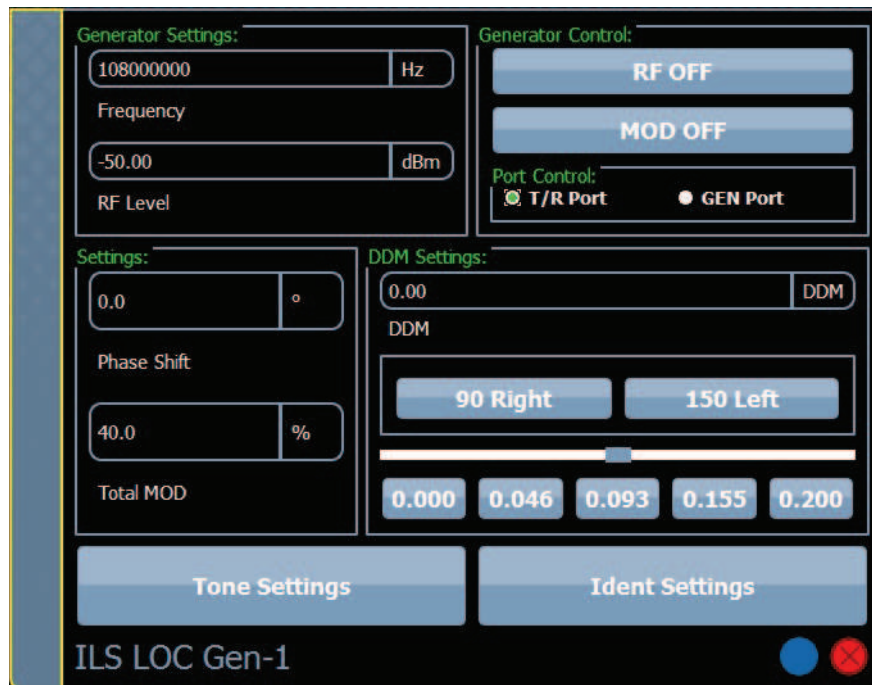 Generator Settings:
108000000 Hz
Frequency
-50.00 dBm
RF Level
Generator Control:
RF OFF
MOD OFF
Port Control:
T/R Port GEN Port
Settings:
0.0 °
Phase Shift
40.0 %
Total MOD
DDM Settings:
0.00 DDM
DDM
90 Right 150 Left
0.000 0.046 0.093 0.155 0.200
Tone Settings Ident Settings
ILS LOC Gen-1